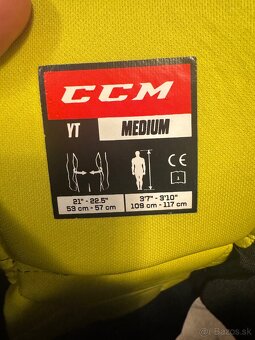 CCM
YT MEDIUM
CE
21" - 22.5" 3'7" - 3'10"
53 cm - 57 cm 109 cm - 117 cm
© Bazos.sk